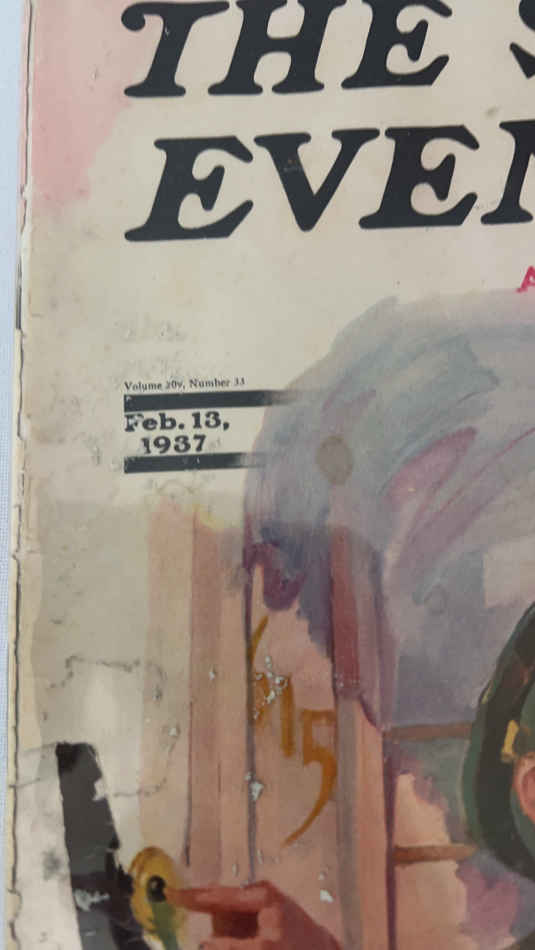 THE S
EVEN
A
Volume 209, Number 33
Feb. 13,
1937
615